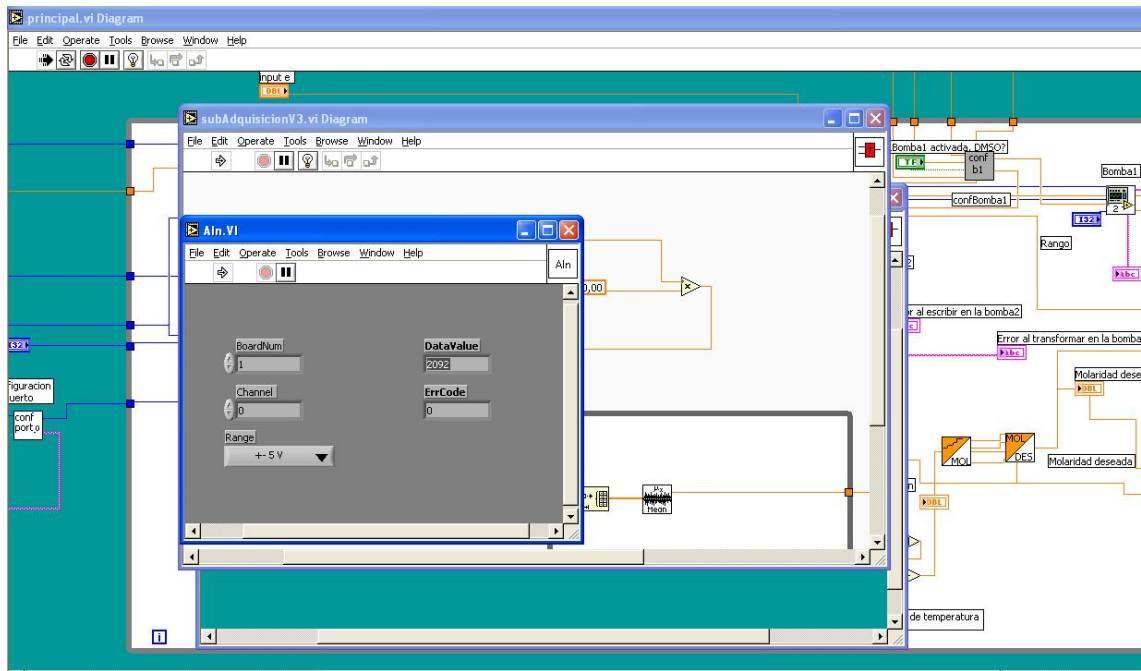 principal.vi Diagram
File Edit Operate Tools Browse Window Help
input e
DBL
subAdquisicionV3.vi Diagram
File Edit Operate Tools Browse Window Help
Bomba1 activada, DMSO?
TF
conf
b1
Bomba1
confBomba1
2
I32
Rango
abc
AIn.VI
File Edit Operate Tools Browse Window Help
AIn
0,00
or al escribir en la bomba2
Error al transformar en la bomba
abc
I32
BoardNum
1
DataValue
2092
Channel
0
ErrCode
0
Range
+- 5 V
figuracion
uerto
conf
port_o
Molaridad dese
DBL
MOL
MOL
DES
Molaridad deseada
DBL
Mean
de temperatura
i